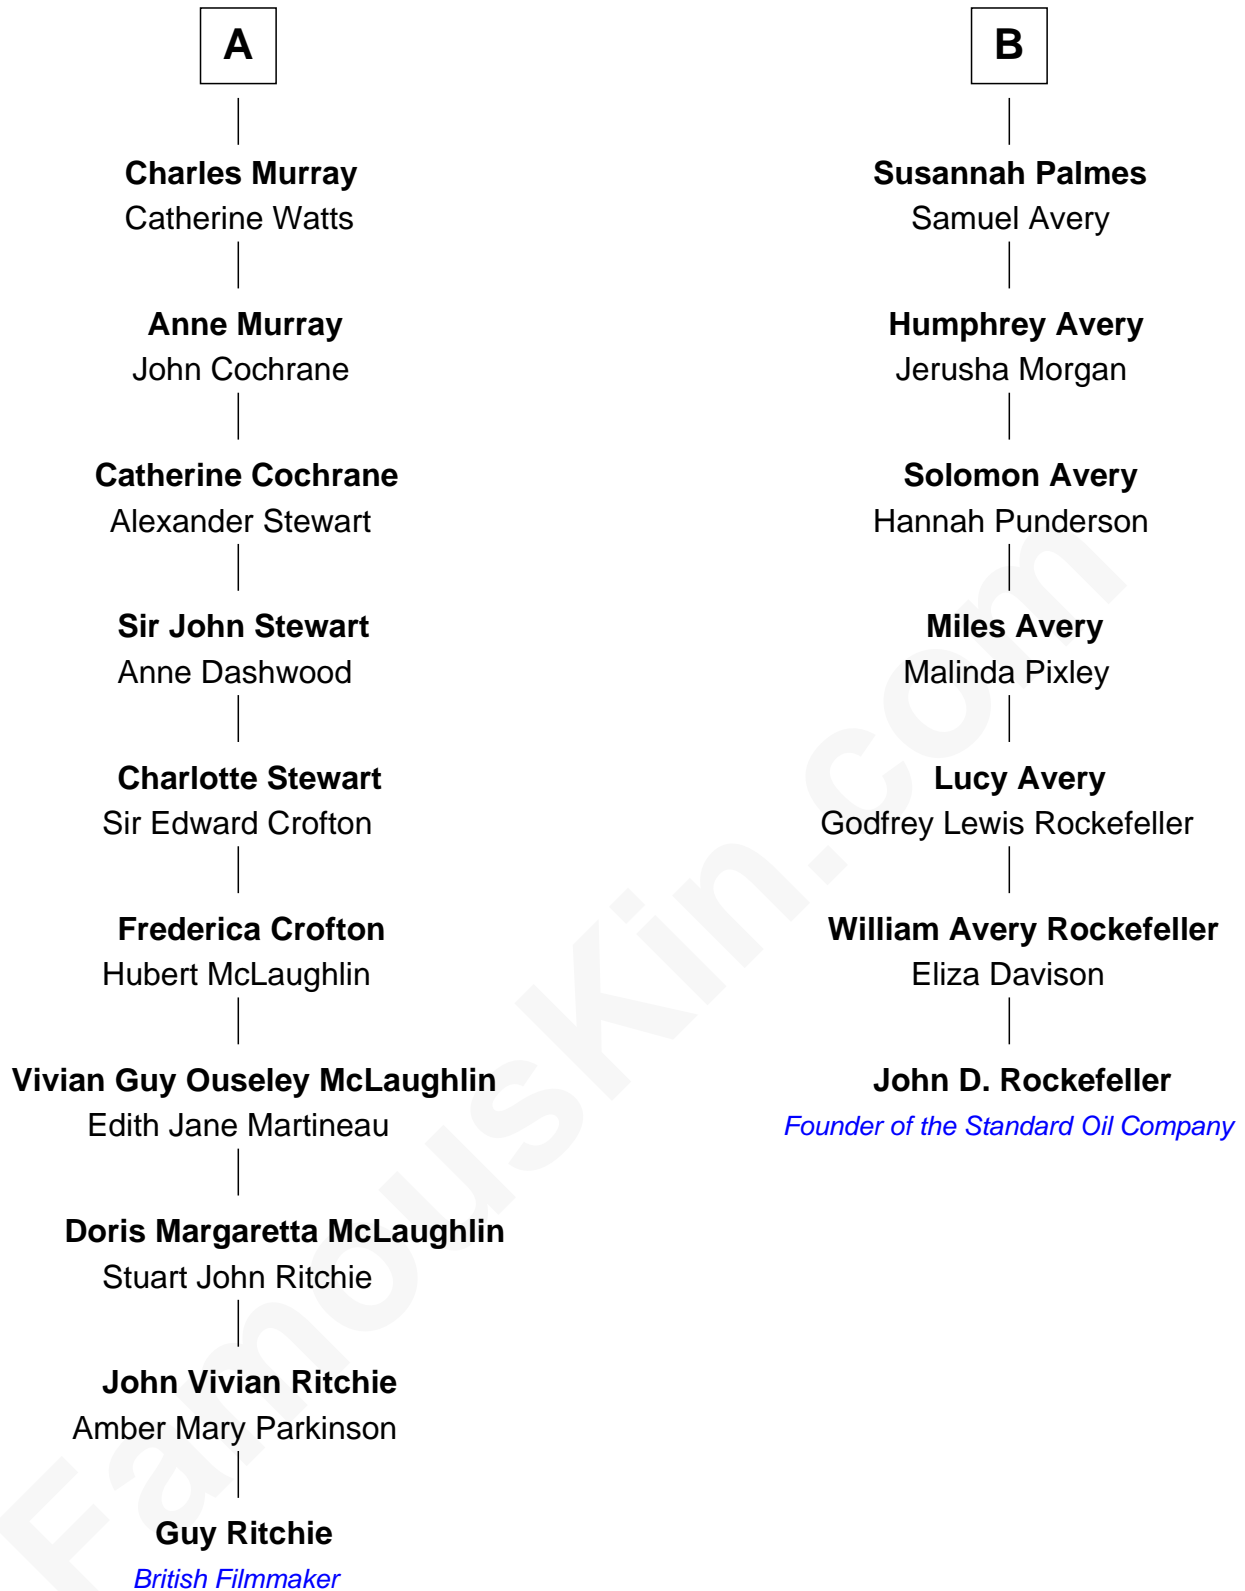 A
Charles Murray
Catherine Watts
Anne Murray
John Cochrane
Catherine Cochrane
Alexander Stewart
Sir John Stewart
Anne Dashwood
Charlotte Stewart
Sir Edward Crofton
Frederica Crofton
Hubert McLaughlin
Vivian Guy Ouseley McLaughlin
Edith Jane Martineau
Doris Margaretta McLaughlin
Stuart John Ritchie
John Vivian Ritchie
Amber Mary Parkinson
Guy Ritchie
British Filmmaker
B
Susannah Palmes
Samuel Avery
Humphrey Avery
Jerusha Morgan
Solomon Avery
Hannah Punderson
Miles Avery
Malinda Pixley
Lucy Avery
Godfrey Lewis Rockefeller
William Avery Rockefeller
Eliza Davison
John D. Rockefeller
Founder of the Standard Oil Company
FamousKin.com